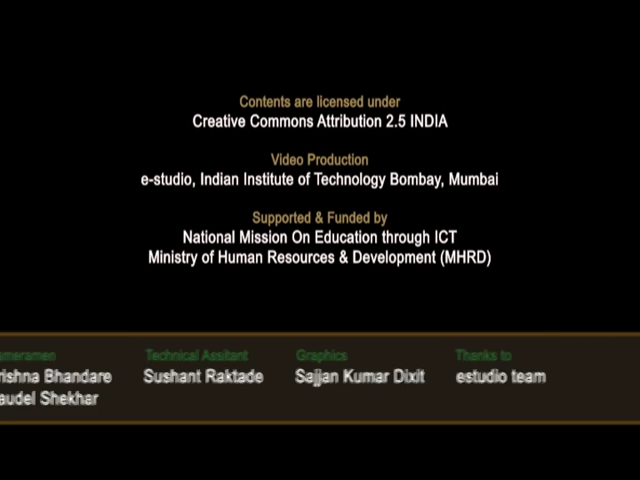 Contents are licensed under
Creative Commons Attribution 2.5 INDIA
Video Production
e-studio, Indian Institute of Technology Bombay, Mumbai
Supported & Funded by
National Mission On Education through ICT
Ministry of Human Resources & Development (MHRD)
ameramen Technical Assitant Graphics Thanks to
rishna Bhandare Sushant Raktade Sajjan Kumar Dixit estudio team
audel Shekhar